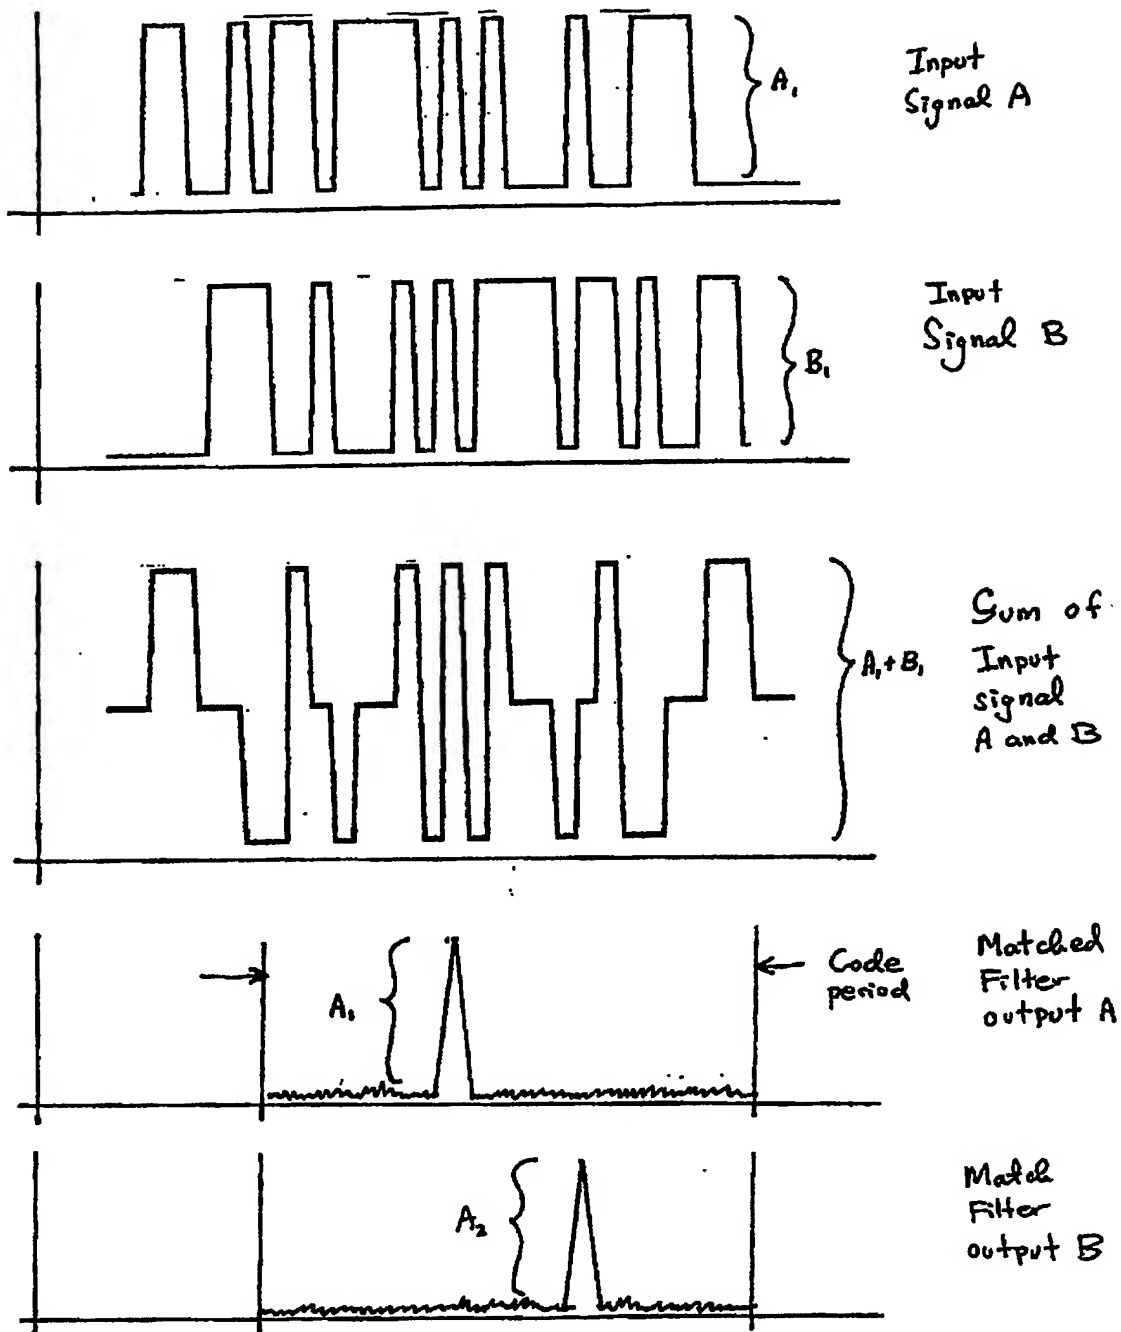 A₁
Input
Signal A
B₁
Input
Signal B
A₁+B₁
Sum of
Input
signal
A and B
A₁
Code
period
Matched
Filter
output A
A₂
Match
Filter
output B